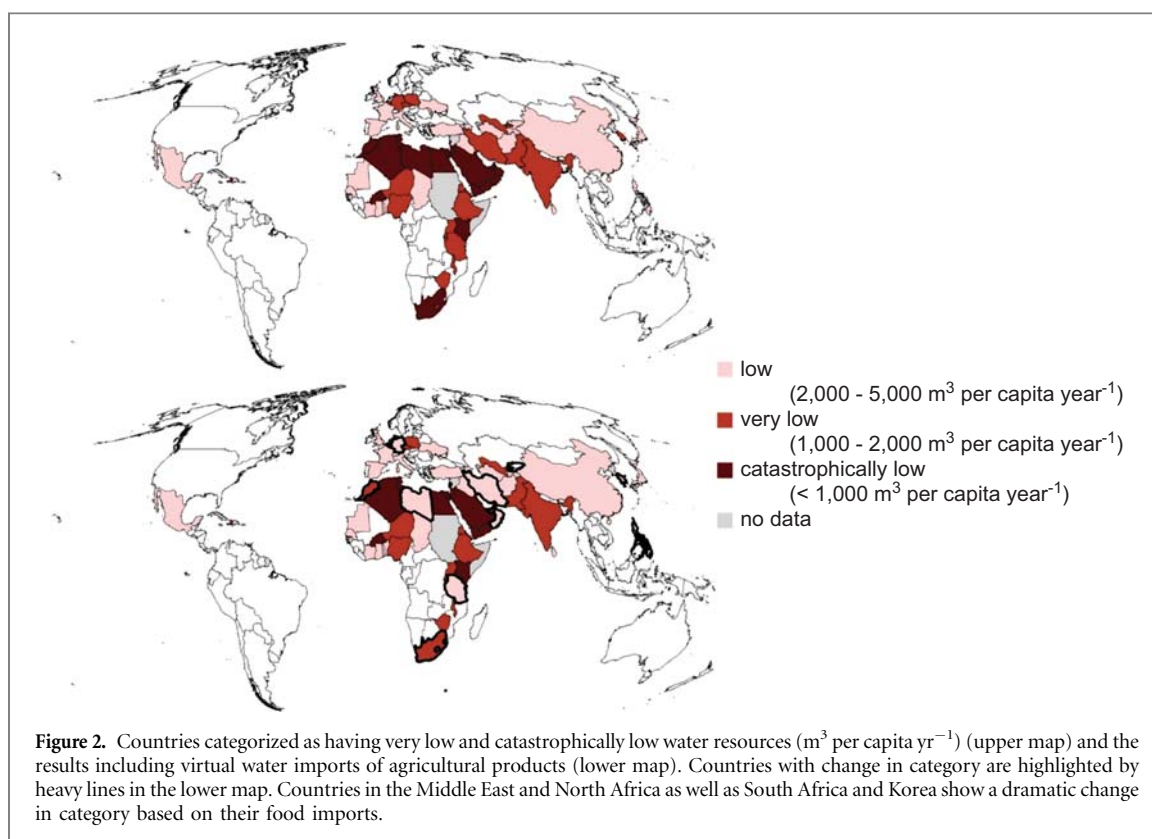 low
(2,000 - 5,000 m³ per capita year⁻¹)
very low
(1,000 - 2,000 m³ per capita year⁻¹)
catastrophically low
(< 1,000 m³ per capita year⁻¹)
no data
Figure 2. Countries categorized as having very low and catastrophically low water resources (m³ per capita yr⁻¹) (upper map) and the
results including virtual water imports of agricultural products (lower map). Countries with change in category are highlighted by
heavy lines in the lower map. Countries in the Middle East and North Africa as well as South Africa and Korea show a dramatic change
in category based on their food imports.